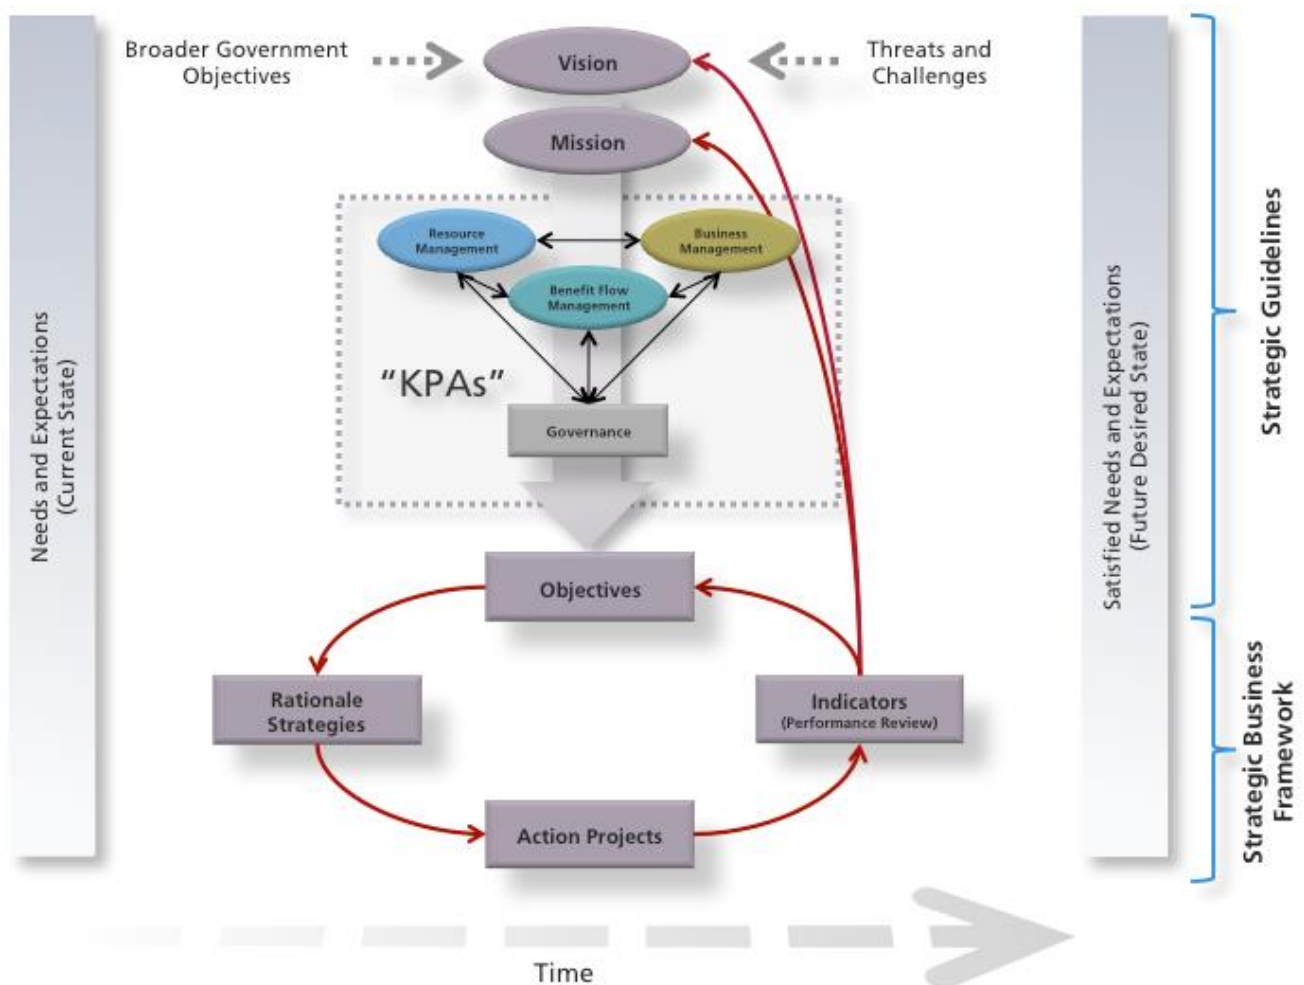 Broader Government
Objectives
Vision
Threats and
Challenges
Mission
Resource
Management
Business
Management
Benefit Flow
Management
"KPAs"
Governance
Needs and Expectations
(Current State)
Satisfied Needs and Expectations
(Future Desired State)
Strategic Guidelines
Objectives
Rationale
Strategies
Indicators
(Performance Review)
Action Projects
Strategic Business
Framework
Time